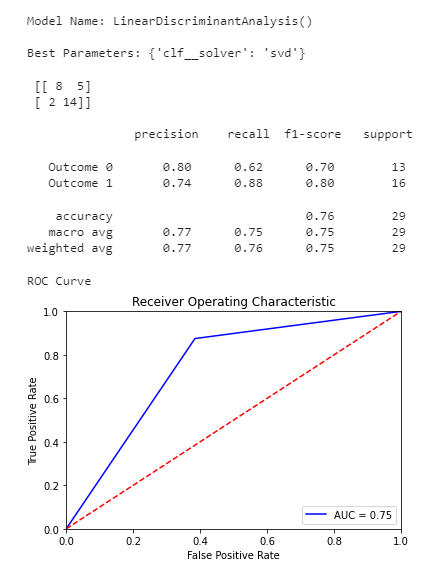 Model Name: LinearDiscriminantAnalysis()
Best Parameters: {'clf__solver': 'svd'}
[[ 8 5]
[ 2 14]]
precision recall f1-score support
Outcome 0 0.80 0.62 0.70 13
Outcome 1 0.74 0.88 0.80 16
accuracy 0.76 29
macro avg 0.77 0.75 0.75 29
weighted avg 0.77 0.76 0.75 29
ROC Curve
Receiver Operating Characteristic
1.0
0.8
0.6
0.4
0.2
0.0
True Positive Rate
AUC = 0.75
0.0 0.2 0.4 0.6 0.8 1.0
False Positive Rate